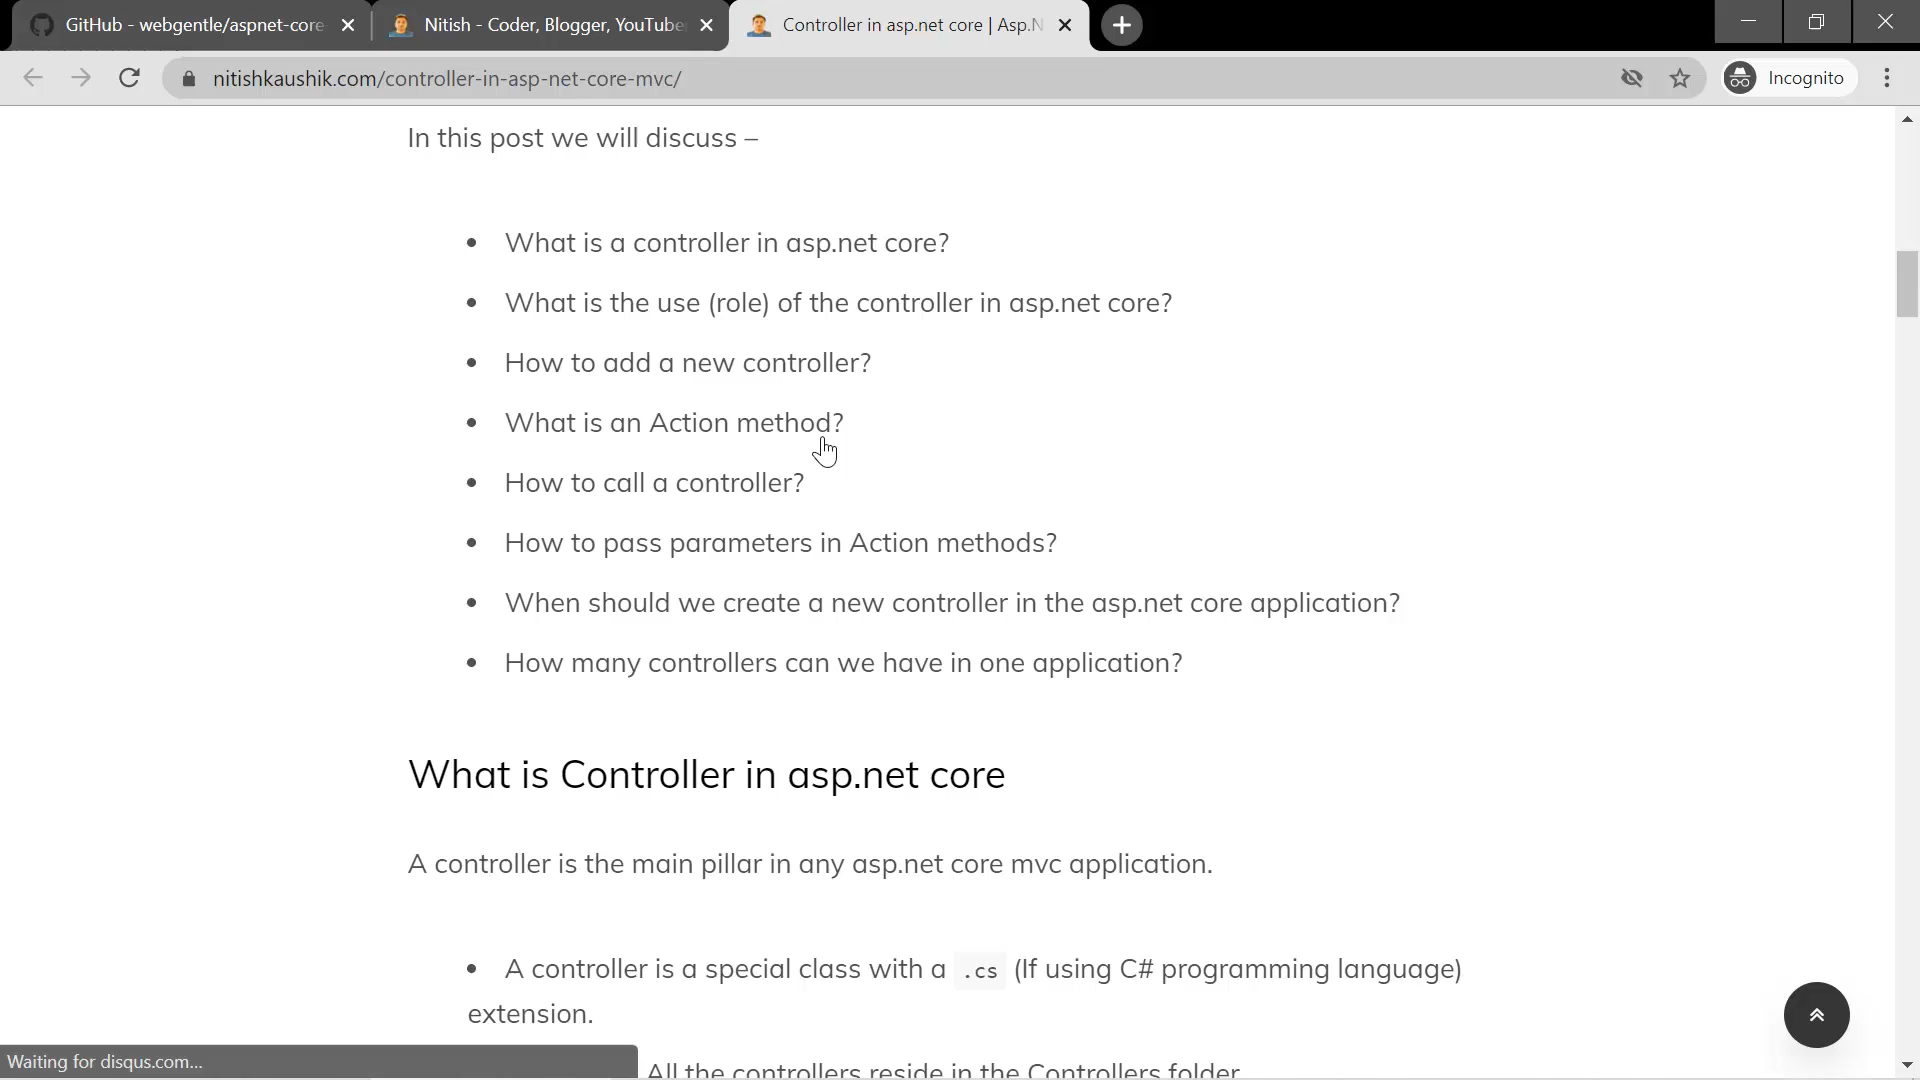 GitHub - webgentle/aspnet-core
Nitish - Coder, Blogger, YouTube
Controller in asp.net core | Asp.N
nitishkaushik.com/controller-in-asp-net-core-mvc/
Incognito
In this post we will discuss –
• What is a controller in asp.net core?
• What is the use (role) of the controller in asp.net core?
• How to add a new controller?
• What is an Action method?
• How to call a controller?
• How to pass parameters in Action methods?
• When should we create a new controller in the asp.net core application?
• How many controllers can we have in one application?
What is Controller in asp.net core
A controller is the main pillar in any asp.net core mvc application.
• A controller is a special class with a .cs (If using C# programming language)
extension.
Waiting for disqus.com...
All the controllers reside in the Controllers folder